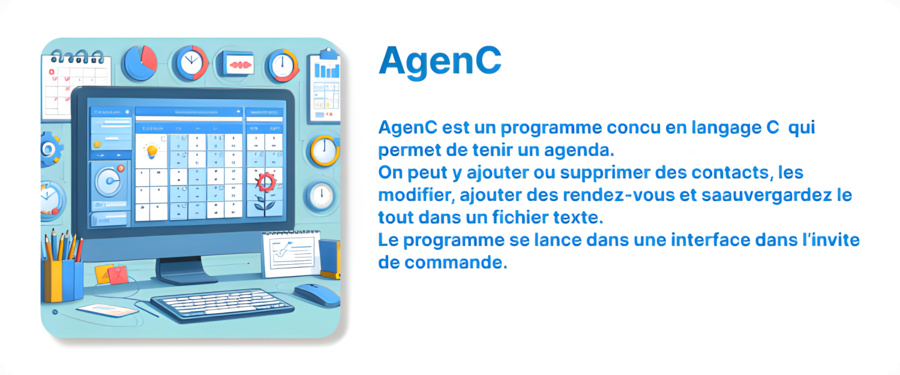 AgenC
AgenC est un programme concu en langage C qui
permet de tenir un agenda.
On peut y ajouter ou supprimer des contacts, les
modifier, ajouter des rendez-vous et saauvergardez le
tout dans un fichier texte.
Le programme se lance dans une interface dans l'invite
de commande.